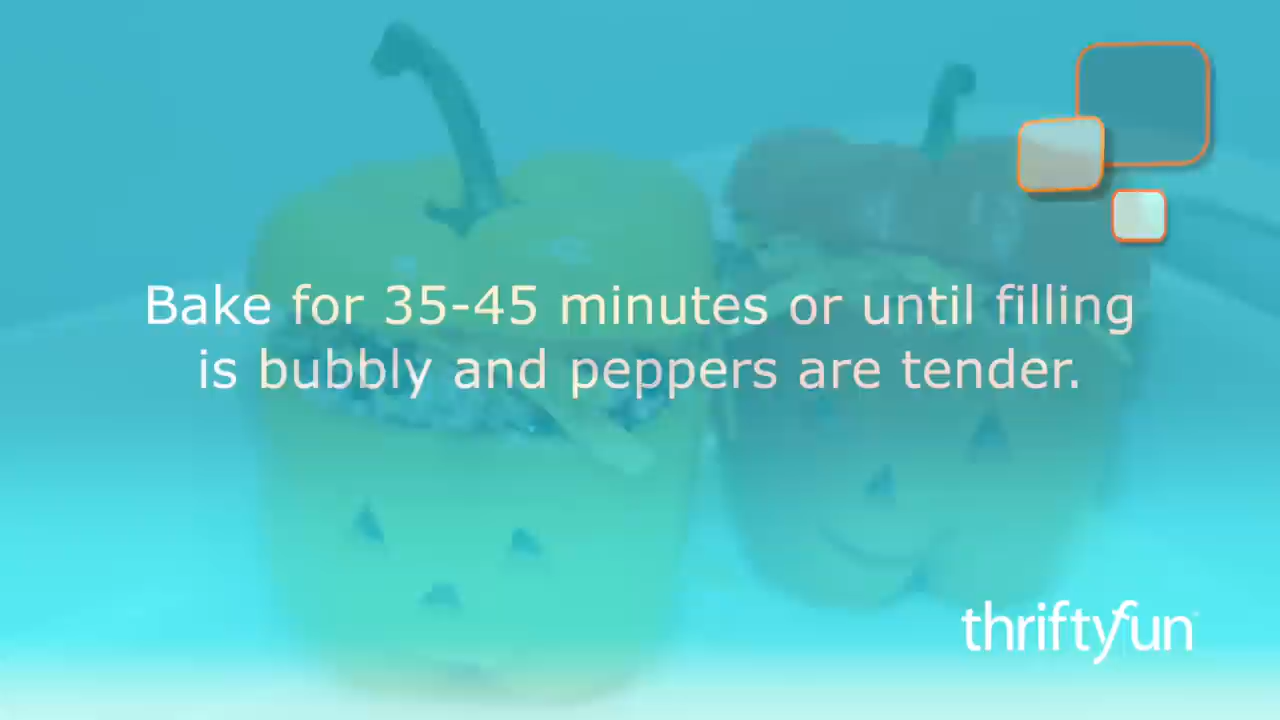 Bake for 35-45 minutes or until filling
is bubbly and peppers are tender.
thriftyfun